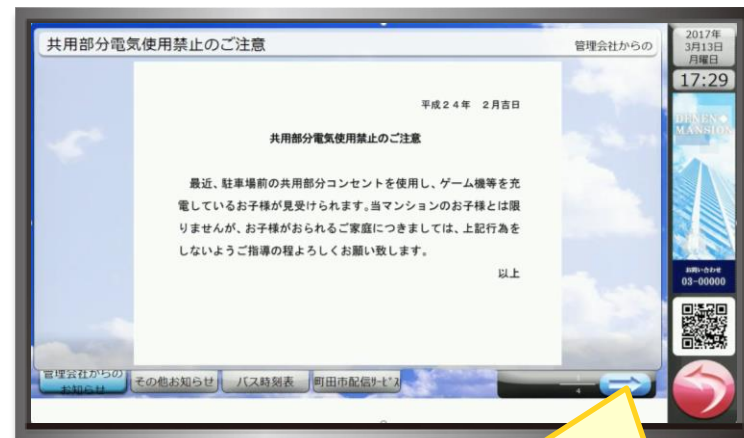 共用部分電気使用禁止のご注意
管理会社からの
2017年
3月13日
月曜日
17:29
DENEN
MANSION
平成24年 2月吉日
共用部分電気使用禁止のご注意
最近、駐車場前の共用部分コンセントを使用し、ゲーム機等を充
電しているお子様が見受けられます。当マンションのお子様とは限
りませんが、お子様がおられるご家庭につきましては、上記行為を
しないようご指導の程よろしくお願い致します。
以上
お問い合わせ
03-00000
管理会社からの
お知らせ
その他お知らせ
バス時刻表
町田市配信ｻｰﾋﾞｽ
1
4